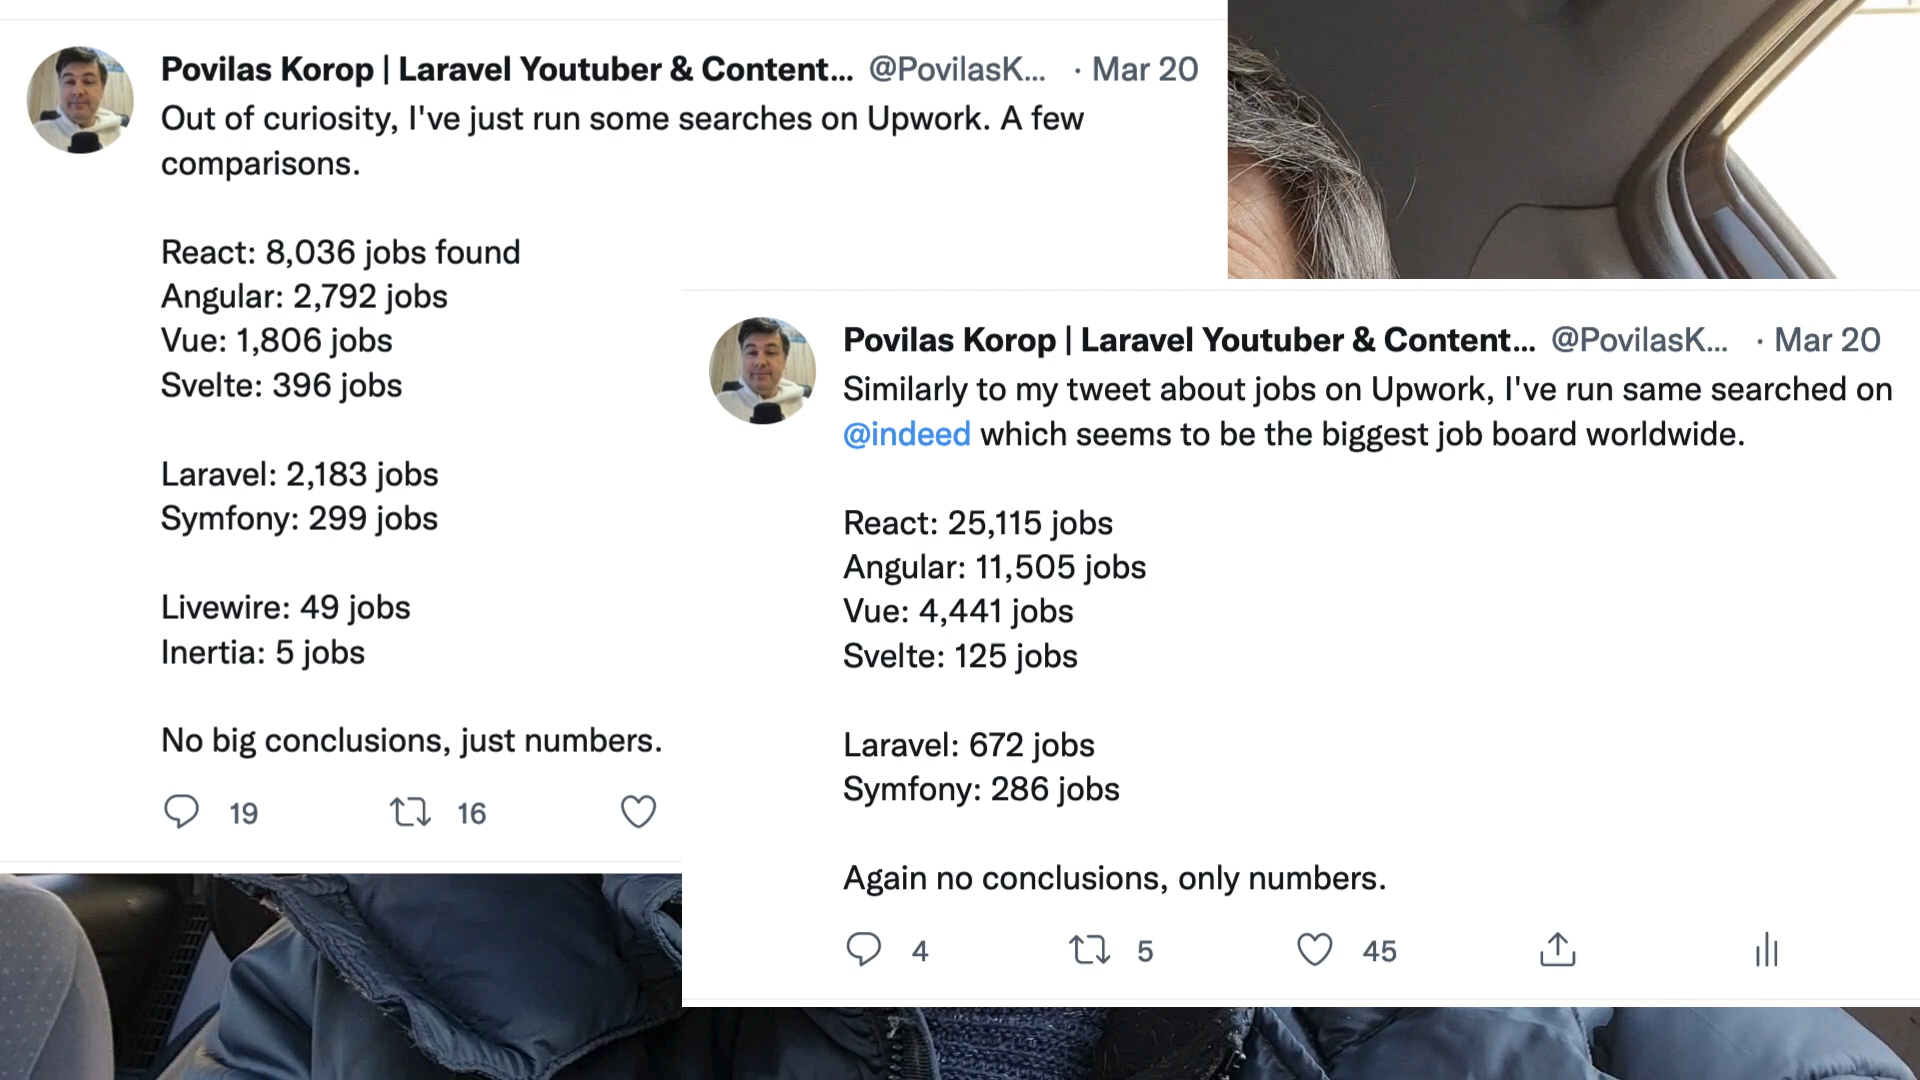 Povilas Korop | Laravel Youtuber & Content... @PovilasK... · Mar 20
Out of curiosity, I've just run some searches on Upwork. A few
comparisons.
React: 8,036 jobs found
Angular: 2,792 jobs
Vue: 1,806 jobs
Svelte: 396 jobs
Laravel: 2,183 jobs
Symfony: 299 jobs
Livewire: 49 jobs
Inertia: 5 jobs
No big conclusions, just numbers.
19 16
Povilas Korop | Laravel Youtuber & Content... @PovilasK... · Mar 20
Similarly to my tweet about jobs on Upwork, I've run same searched on
@indeed which seems to be the biggest job board worldwide.
React: 25,115 jobs
Angular: 11,505 jobs
Vue: 4,441 jobs
Svelte: 125 jobs
Laravel: 672 jobs
Symfony: 286 jobs
Again no conclusions, only numbers.
4 5 45